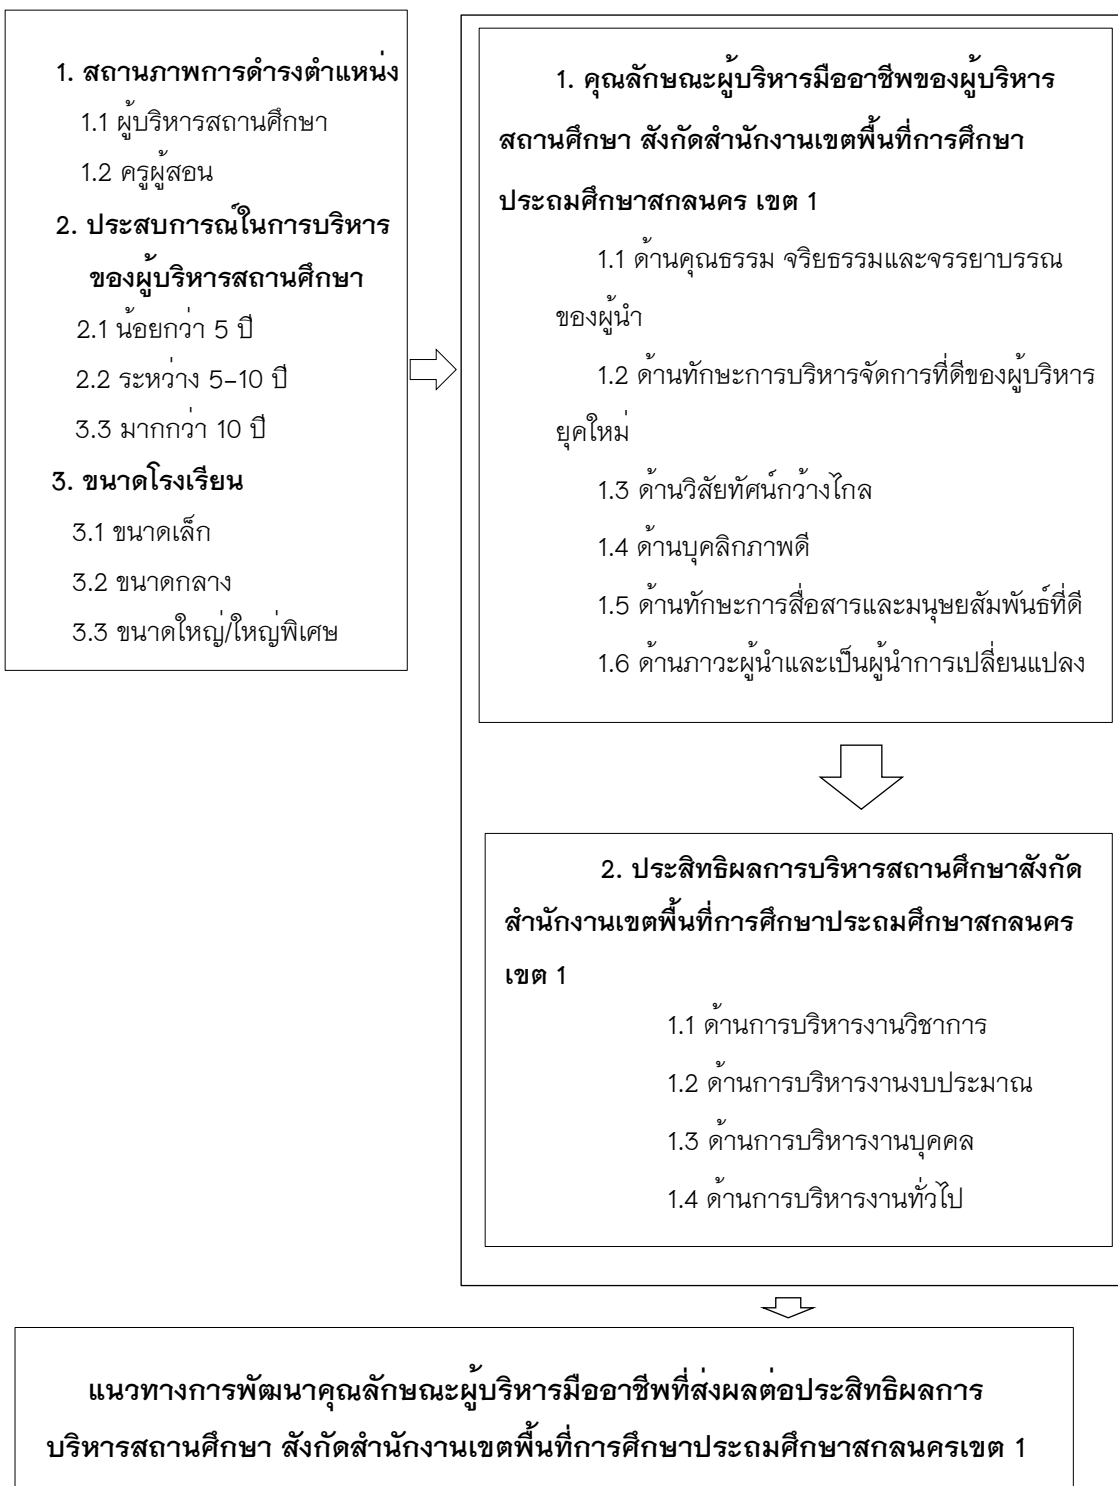 1. สถานภาพการดำรงตำแหน่ง
1.1 ผู้บริหารสถานศึกษา
1.2 ครูผู้สอน
2. ประสบการณ์ในการบริหาร
ของผู้บริหารสถานศึกษา
2.1 น้อยกว่า 5 ปี
2.2 ระหว่าง 5-10 ปี
3.3 มากกว่า 10 ปี
3. ขนาดโรงเรียน
3.1 ขนาดเล็ก
3.2 ขนาดกลาง
3.3 ขนาดใหญ่/ใหญ่พิเศษ
1. คุณลักษณะผู้บริหารมืออาชีพของผู้บริหาร
สถานศึกษา สังกัดสำนักงานเขตพื้นที่การศึกษา
ประถมศึกษาสกลนคร เขต 1
1.1 ด้านคุณธรรม จริยธรรมและจรรยาบรรณ
ของผู้นำ
1.2 ด้านทักษะการบริหารจัดการที่ดีของผู้บริหาร
ยุคใหม่
1.3 ด้านวิสัยทัศน์กว้างไกล
1.4 ด้านบุคลิกภาพดี
1.5 ด้านทักษะการสื่อสารและมนุษยสัมพันธ์ที่ดี
1.6 ด้านภาวะผู้นำและเป็นผู้นำการเปลี่ยนแปลง
2. ประสิทธิผลการบริหารสถานศึกษาสังกัด
สำนักงานเขตพื้นที่การศึกษาประถมศึกษาสกลนคร
เขต 1
1.1 ด้านการบริหารงานวิชาการ
1.2 ด้านการบริหารงานงบประมาณ
1.3 ด้านการบริหารงานบุคคล
1.4 ด้านการบริหารงานทั่วไป
แนวทางการพัฒนาคุณลักษณะผู้บริหารมืออาชีพที่ส่งผลต่อประสิทธิผลการ
บริหารสถานศึกษา สังกัดสำนักงานเขตพื้นที่การศึกษาประถมศึกษาสกลนครเขต 1